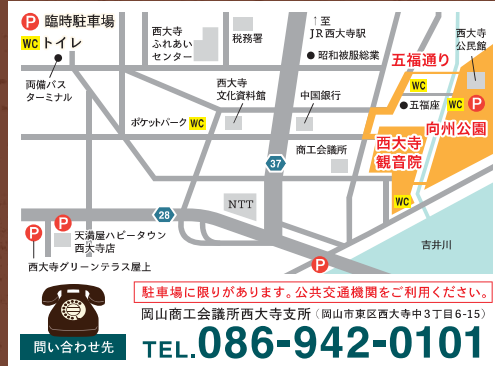 P 臨時駐車場
WC トイレ
両備バス
ターミナル
西大寺
ふれあい
センター
税務署
↑至
JR西大寺駅
昭和被服総業
五福通り
西大寺
公民館
WC
五福座
WC P
向州公園
西大寺
文化資料館
中国銀行
ポケットパーク WC
商工会議所
西大寺
観音院
37
WC
NTT
28
P
P
天満屋ハピータウン
西大寺店
西大寺グリーンテラス屋上
P
吉井川
駐車場に限りがあります。公共交通機関をご利用ください。
岡山商工会議所西大寺支所(岡山市東区西大寺中3丁目6-15)
問い合わせ先
TEL.086-942-0101